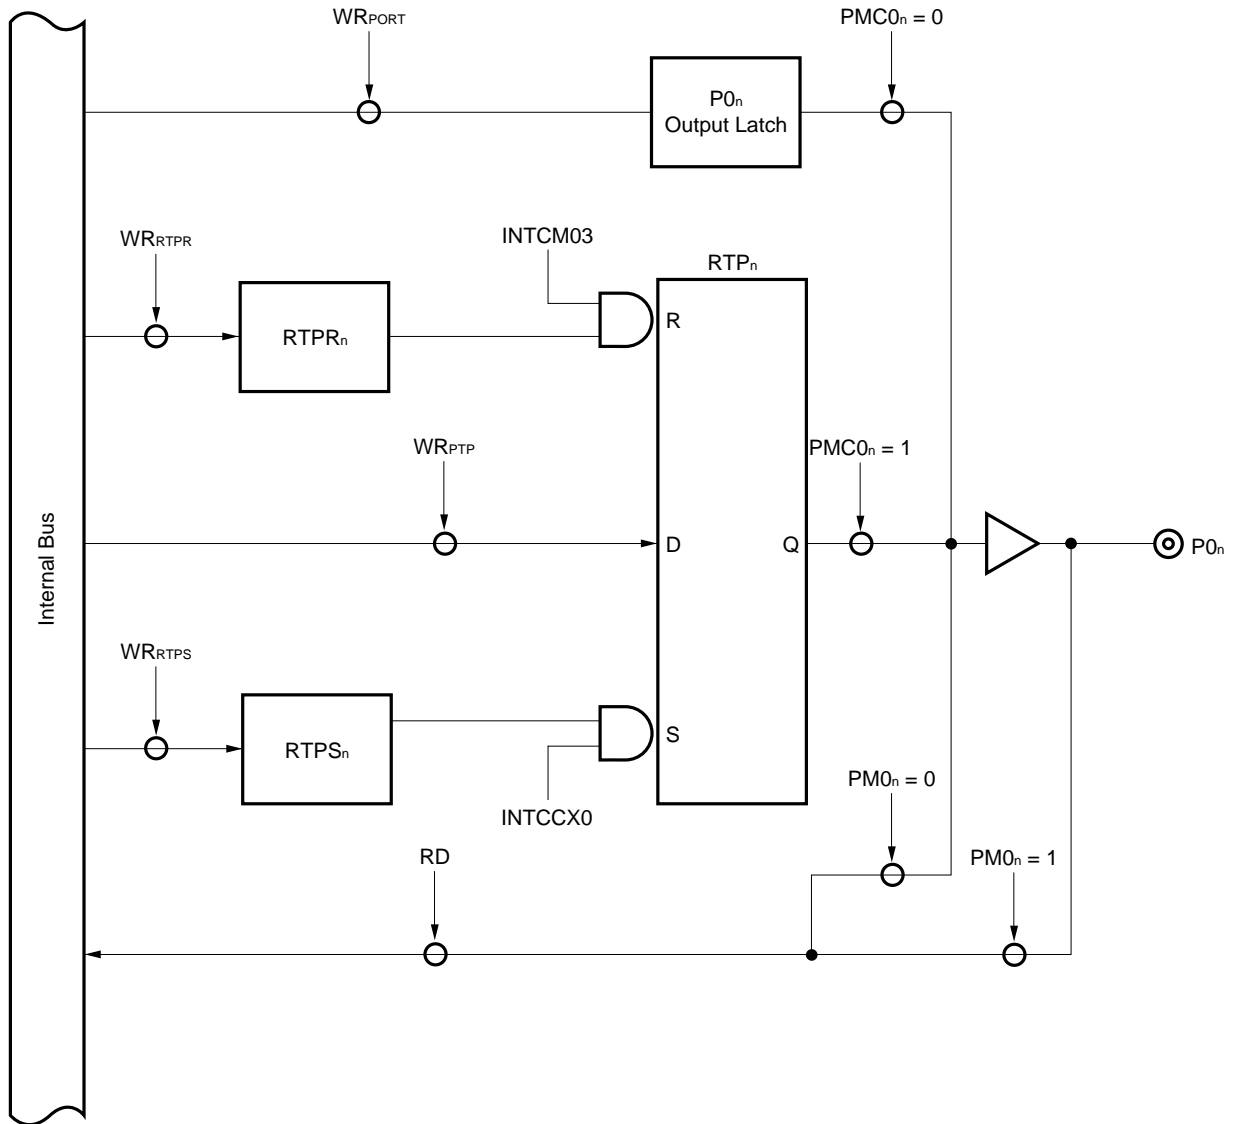 WRPORT
PMC0n = 0
P0n
Output Latch
WRRTPR
INTCM03
RTPn
RTPRn
R
WRPTP
PMC0n = 1
Internal Bus
D
Q
P0n
WRRTPS
RTPSn
S
INTCCX0
PM0n = 0
RD
PM0n = 1